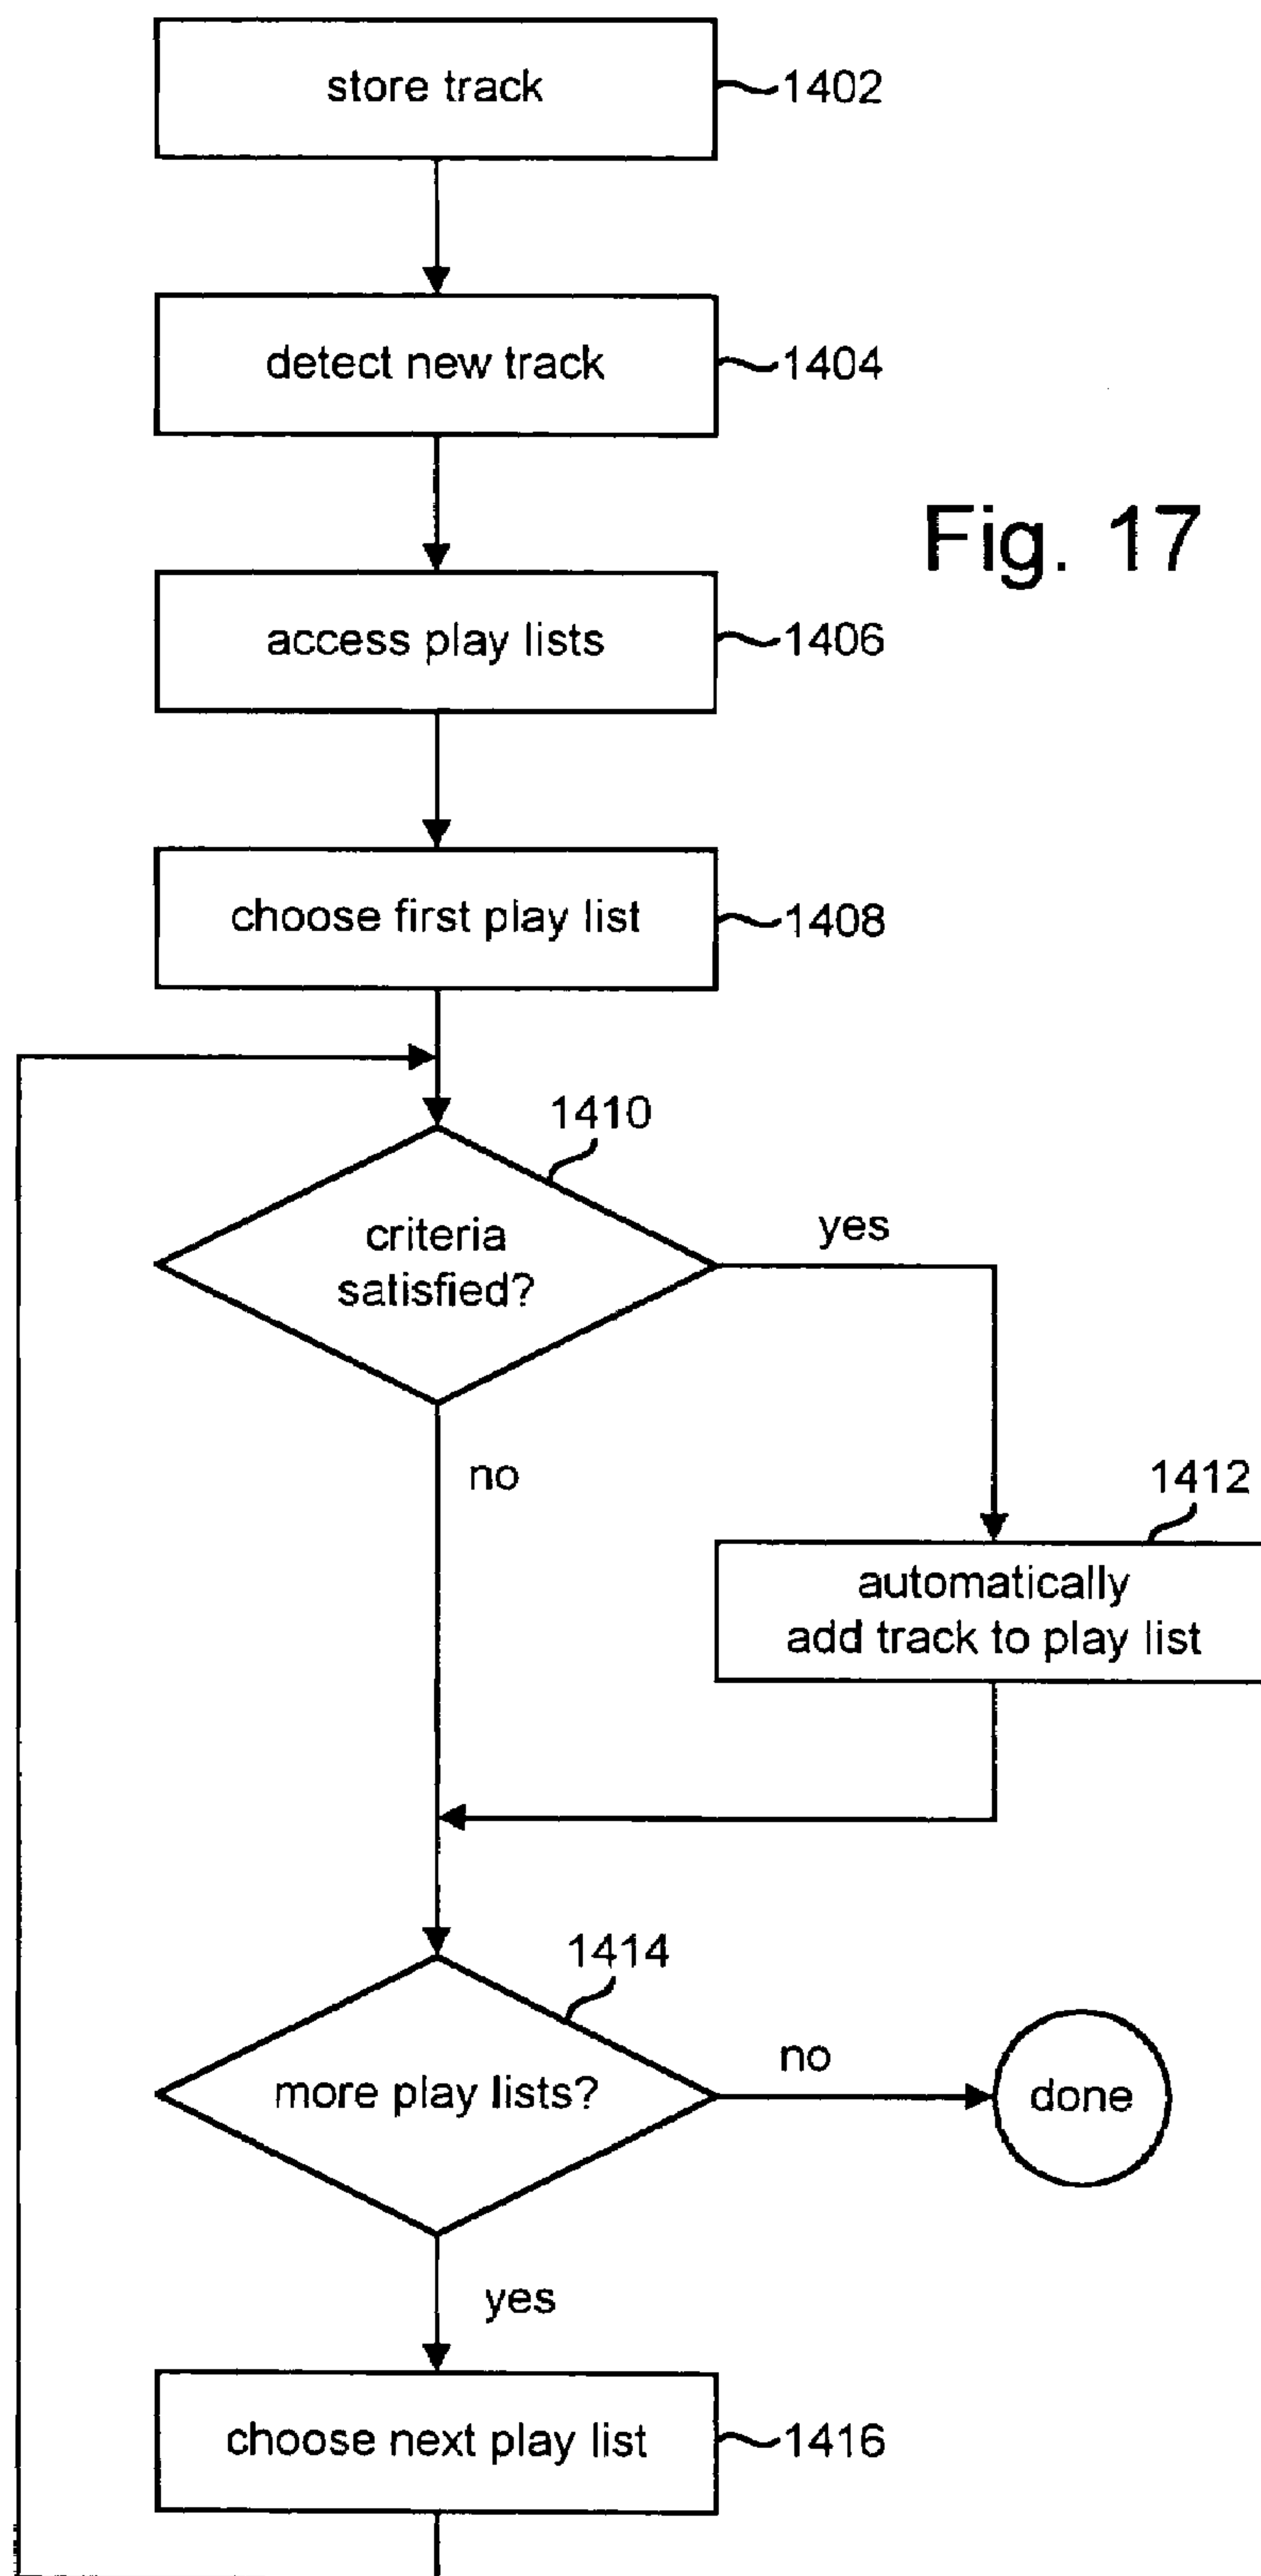 store track
1402
detect new track
1404
Fig. 17
access play lists
1406
choose first play list
1408
1410
criteria
satisfied?
yes
no
1412
automatically
add track to play list
1414
more play lists?
no
done
yes
choose next play list
1416